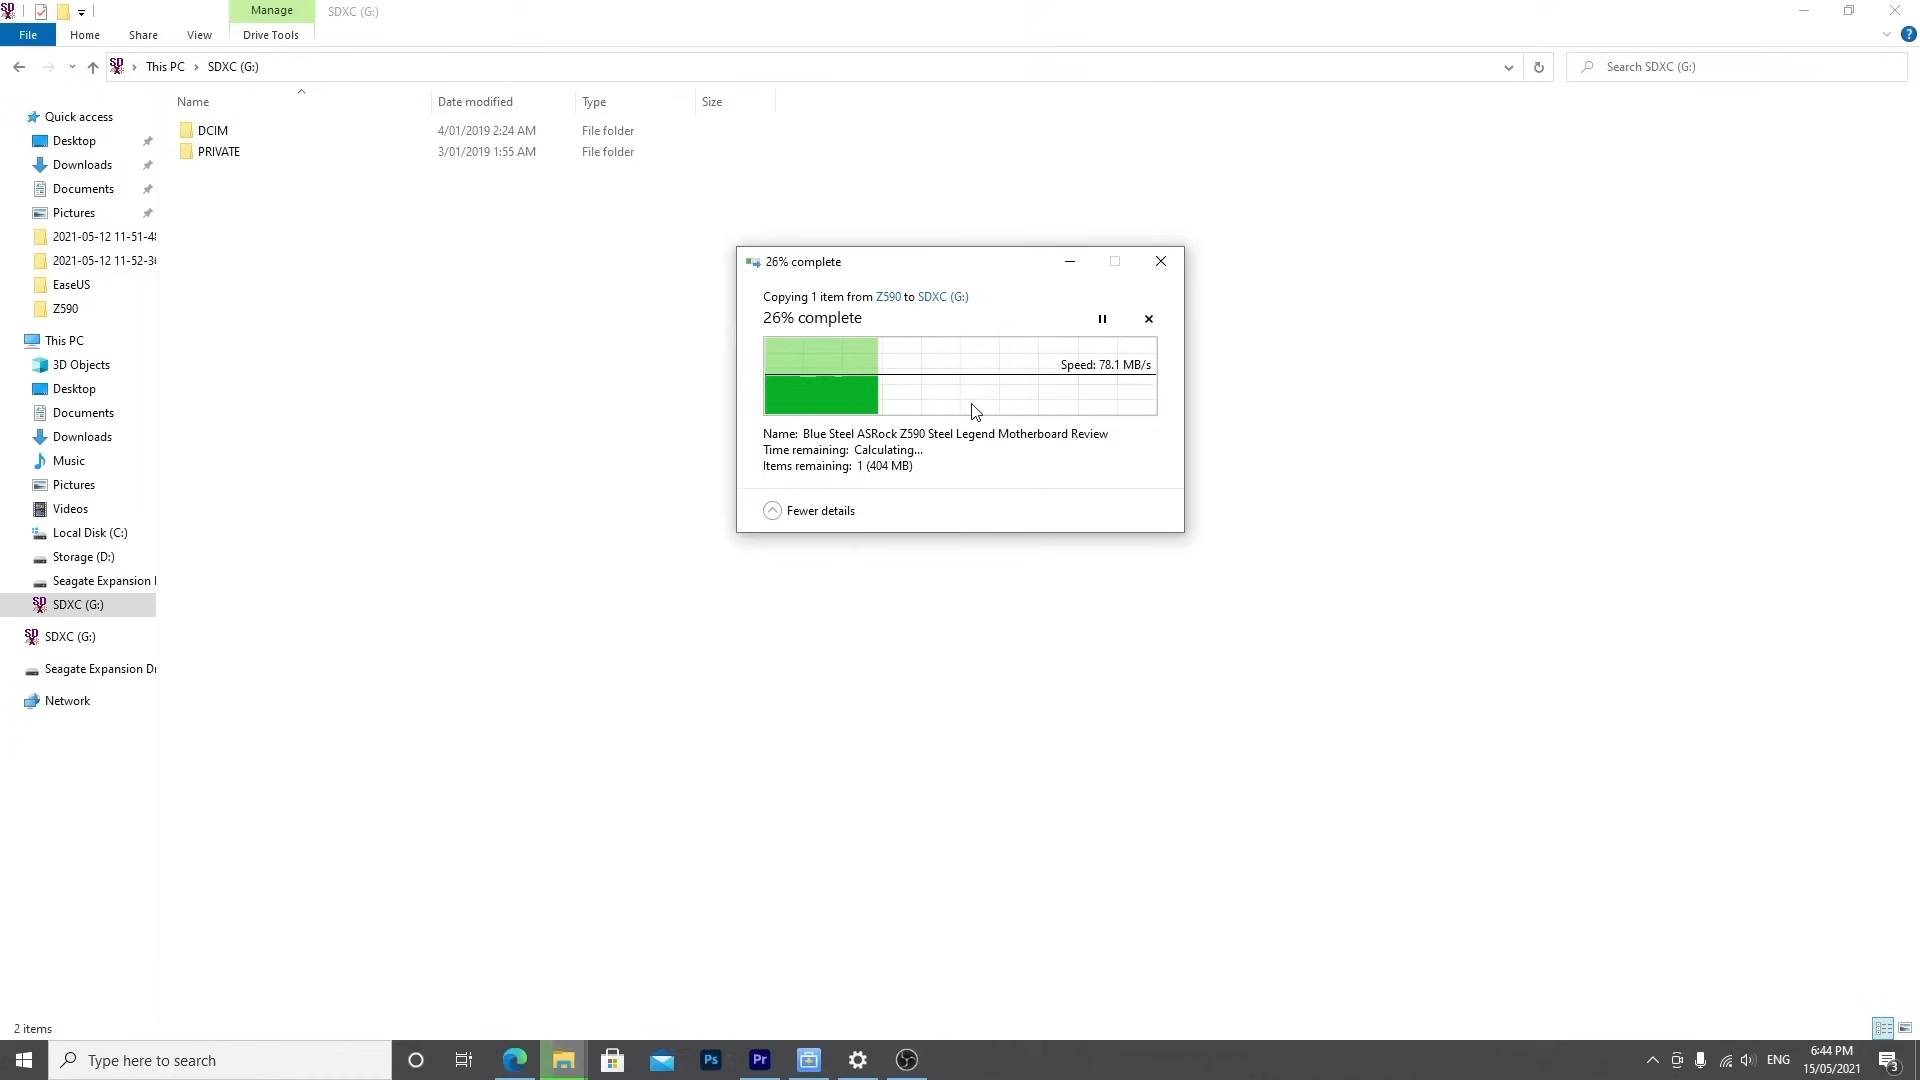 Manage
SDXC (G:)
File
Home
Share
View
Drive Tools
This PC
SDXC (G:)
Search SDXC (G:)
Name
Date modified
Type
Size
DCIM
4/01/2019 2:24 AM
File folder
PRIVATE
3/01/2019 1:55 AM
File folder
Quick access
Desktop
Downloads
Documents
Pictures
2021-05-12 11-51-48
2021-05-12 11-52-36
EaseUS
Z590
This PC
3D Objects
Desktop
Documents
Downloads
Music
Pictures
Videos
Local Disk (C:)
Storage (D:)
Seagate Expansion
SDXC (G:)
SDXC (G:)
Seagate Expansion Dr
Network
26% complete
Copying 1 item from Z590 to SDXC (G:)
26% complete
Speed: 78.1 MB/s
Name: Blue Steel ASRock Z590 Steel Legend Motherboard Review
Time remaining: Calculating...
Items remaining: 1 (404 MB)
Fewer details
2 items
Type here to search
Ps
Pr
ENG
6:44 PM
15/05/2021
3